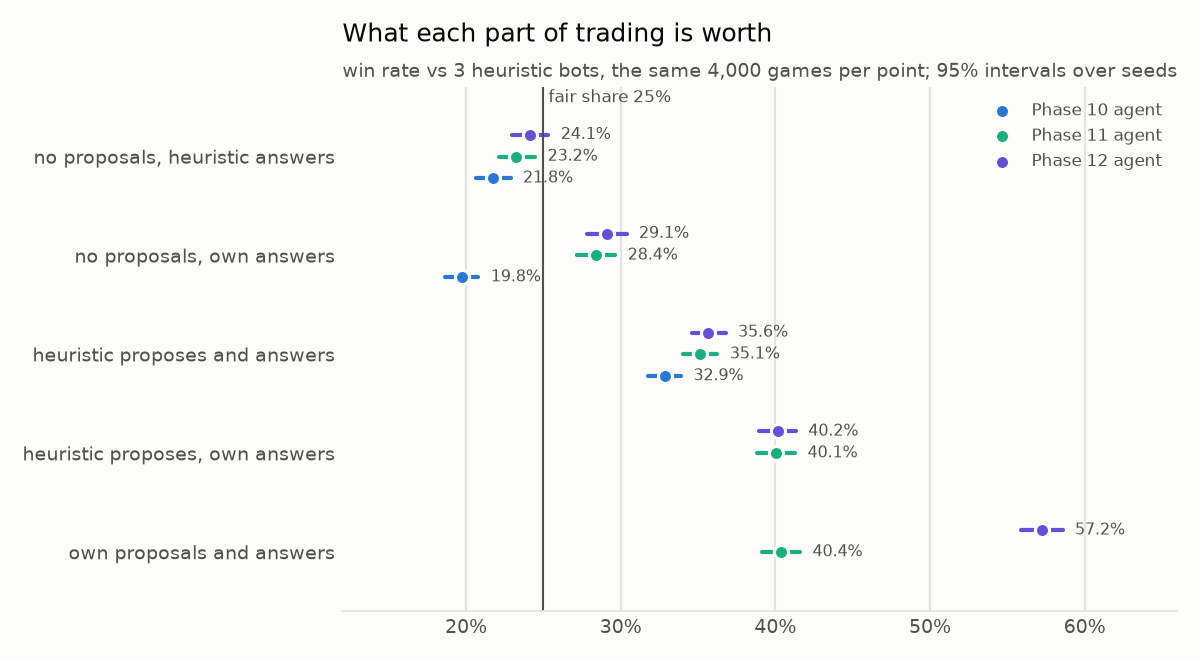 What each part of trading is worth
win rate vs 3 heuristic bots, the same 4,000 games per point; 95% intervals over seeds
fair share 25%
Phase 10 agent
Phase 11 agent
Phase 12 agent
no proposals, heuristic answers
24.1%
23.2%
21.8%
no proposals, own answers
29.1%
28.4%
19.8%
heuristic proposes and answers
35.6%
35.1%
32.9%
heuristic proposes, own answers
40.2%
40.1%
own proposals and answers
57.2%
40.4%
20% 30% 40% 50% 60%